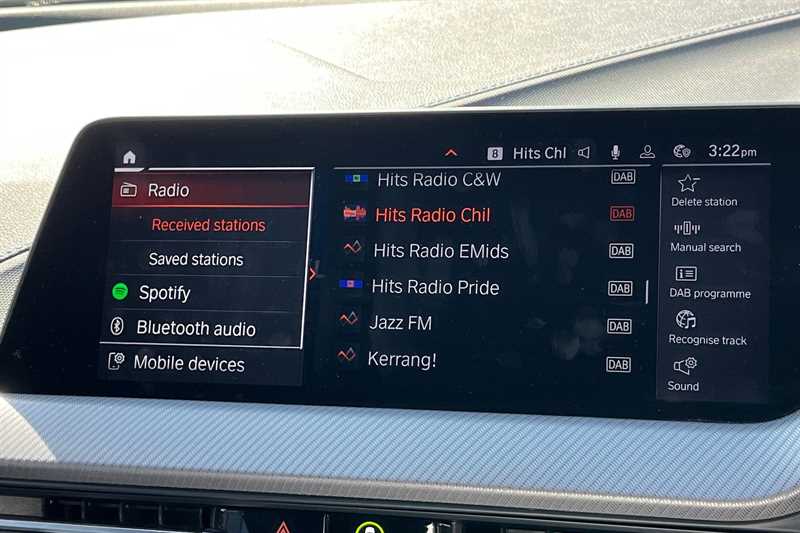 8 Hits Chl 3:22pm
Radio
Received stations
Saved stations
Spotify
Bluetooth audio
Mobile devices
Hits Radio C&W DAB
Hits Radio Chil DAB
Hits Radio EMids DAB
Hits Radio Pride DAB
Jazz FM DAB
Kerrang! DAB
Delete station
Manual search
DAB programme
Recognise track
Sound